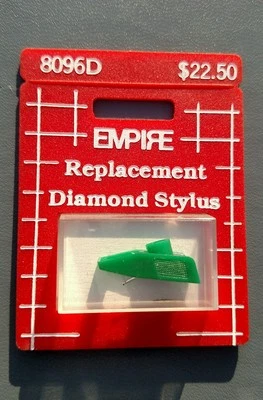 8096D $22.50
EMPIRE
Replacement
Diamond Stylus